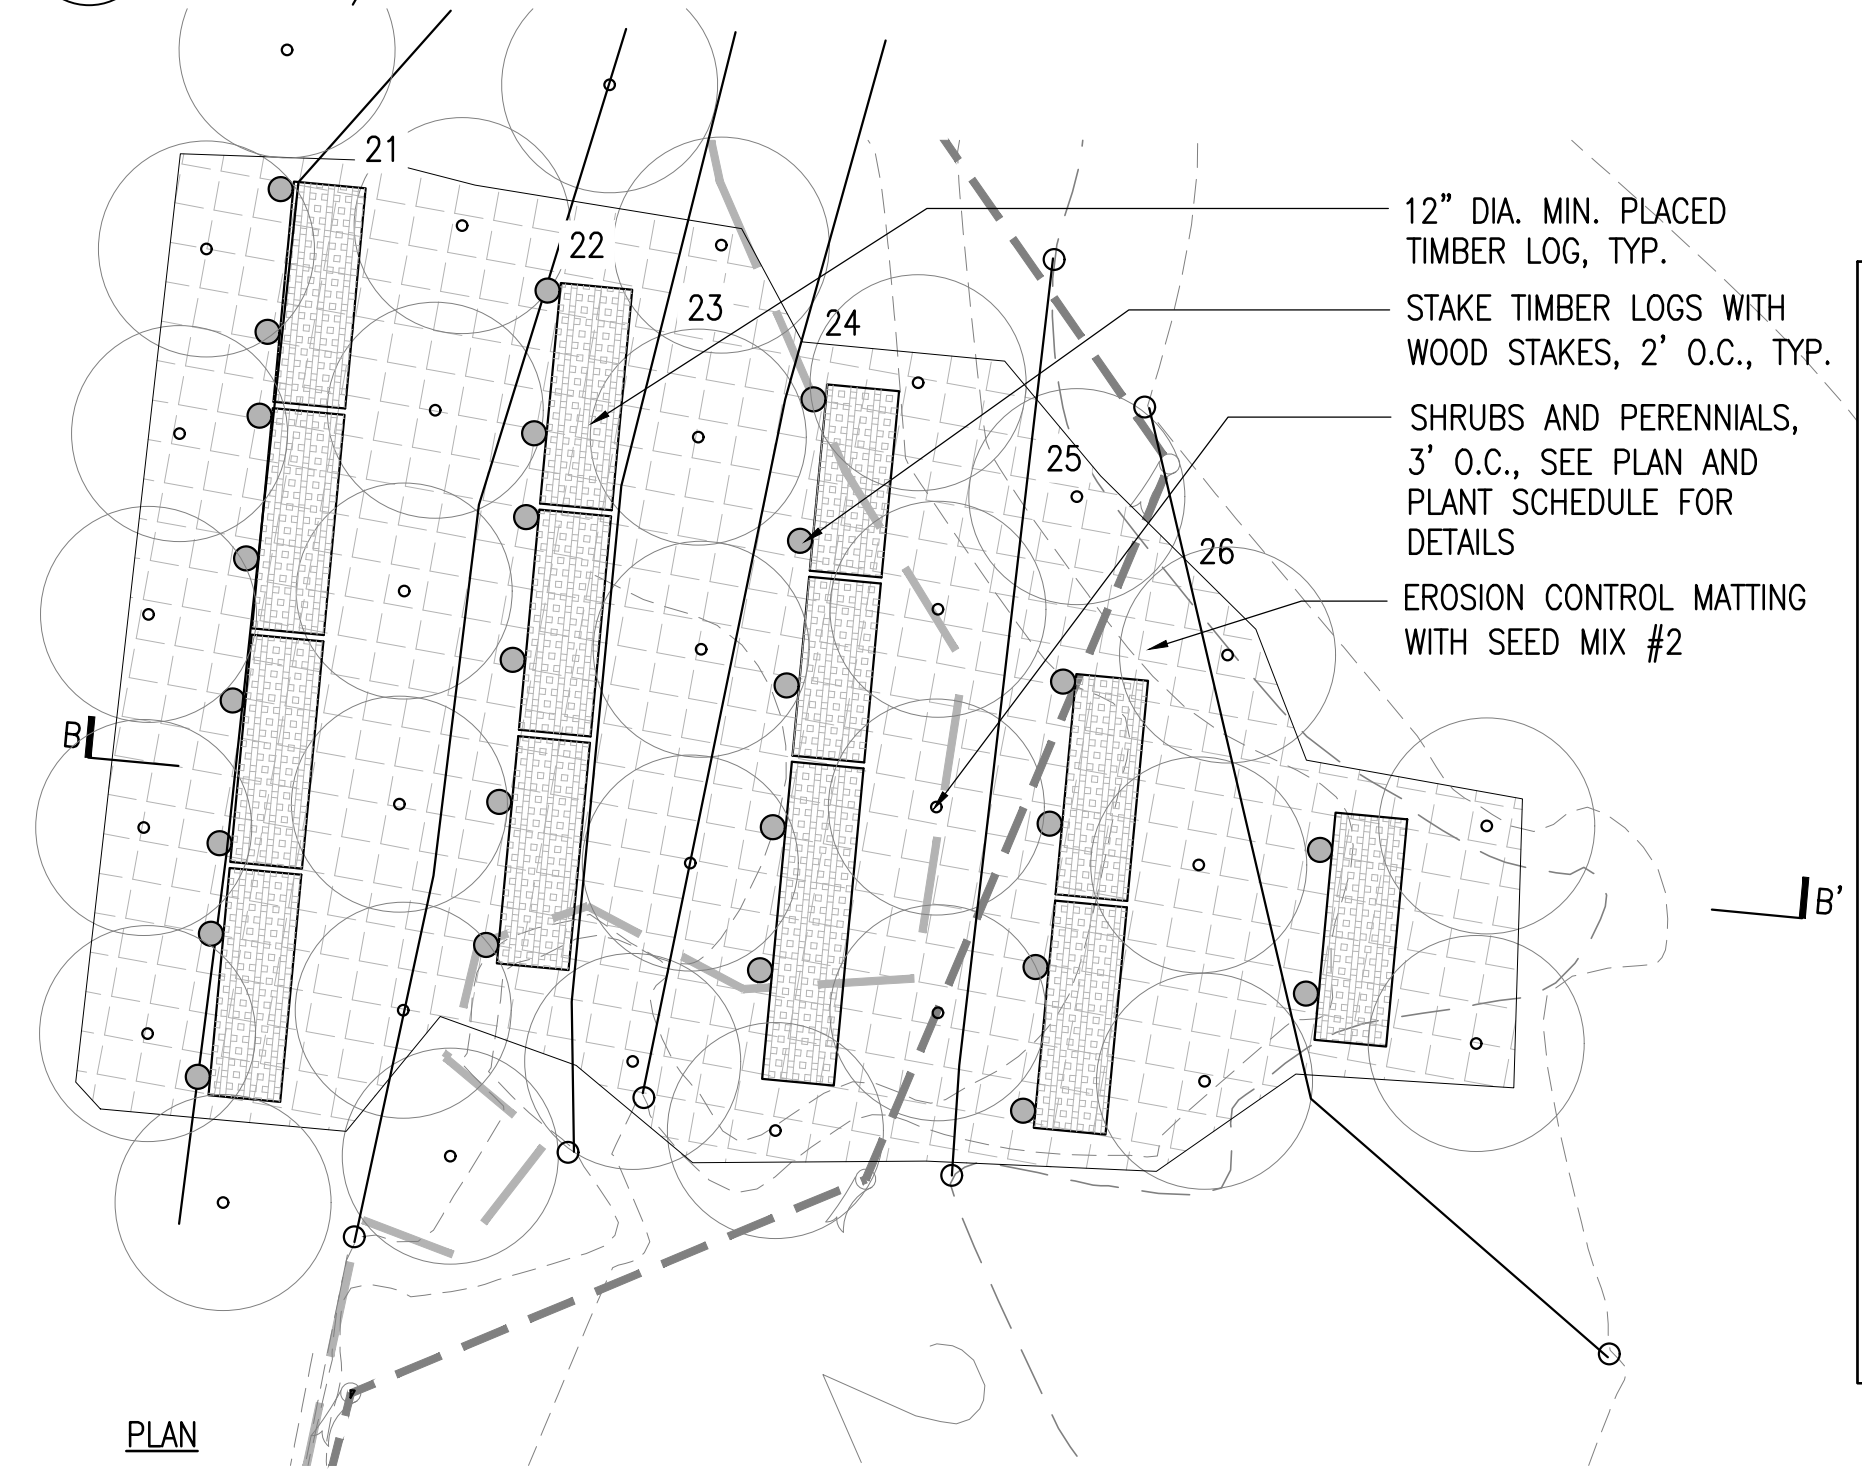 21
22
23
24
25
26
12” DIA. MIN. PLACED
TIMBER LOG, TYP.
STAKE TIMBER LOGS WITH
WOOD STAKES, 2' O.C., TYP.
SHRUBS AND PERENNIALS,
3' O.C., SEE PLAN AND
PLANT SCHEDULE FOR
DETAILS
EROSION CONTROL MATTING
WITH SEED MIX #2
B
B'
PLAN